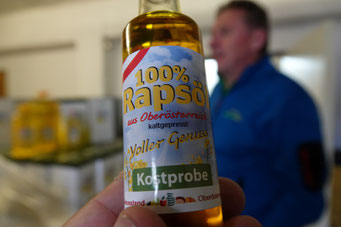 100%
Rapsöl
aus Oberösterreich
kaltgepresst
Voller Genuss
Kostprobe